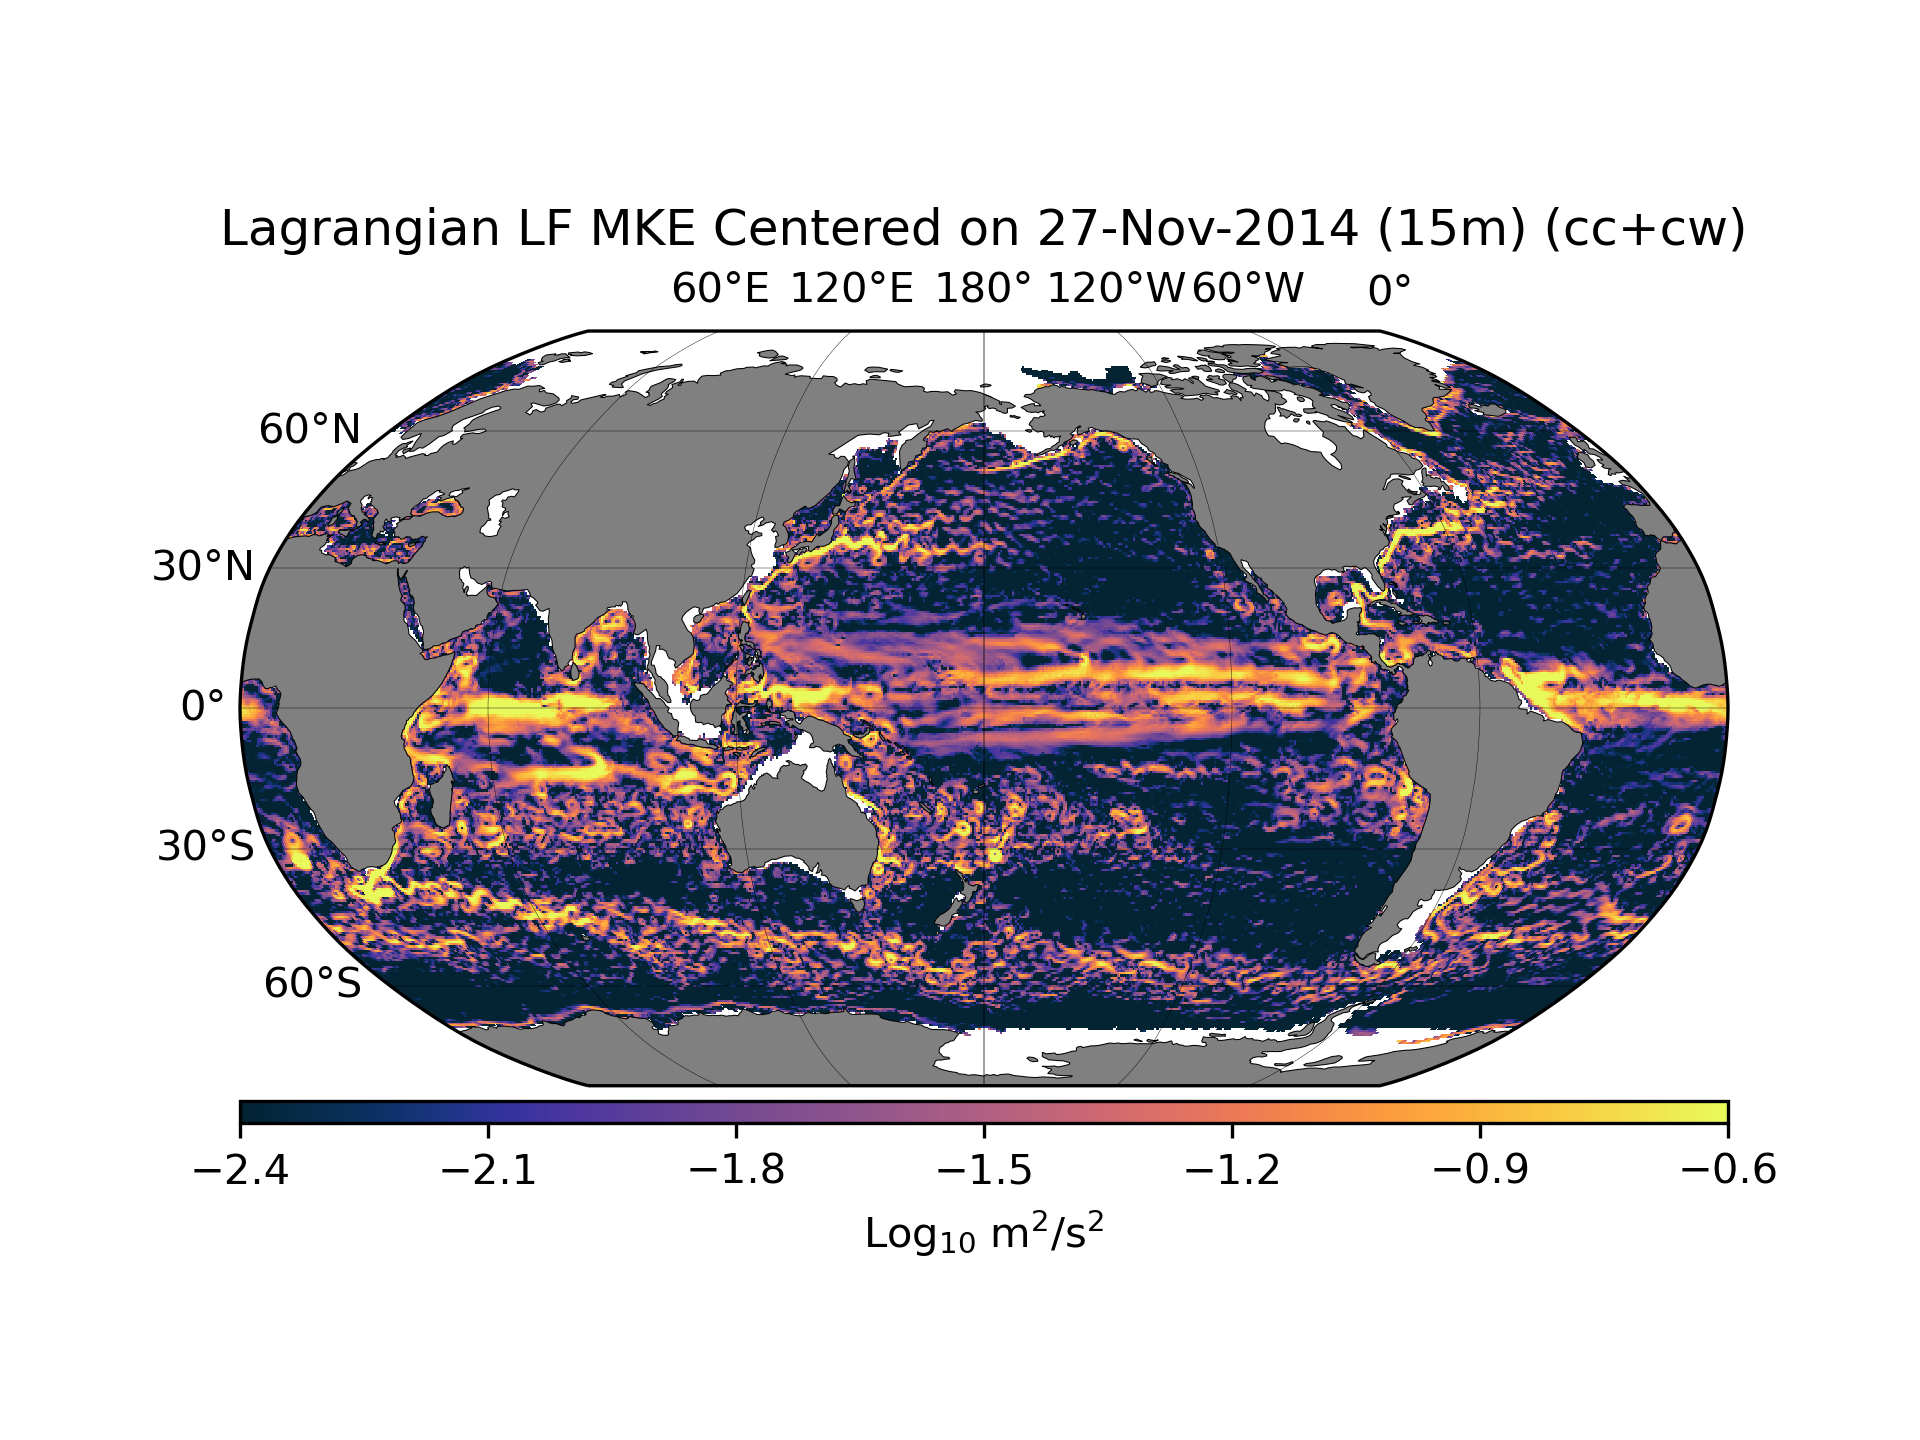 Lagrangian LF MKE Centered on 27-Nov-2014 (15m) (cc+cw)
60°E 120°E 180° 120°W 60°W 0°
60°N
30°N
0°
30°S
60°S
−2.4 −2.1 −1.8 −1.5 −1.2 −0.9 −0.6
Log₁₀ m²/s²